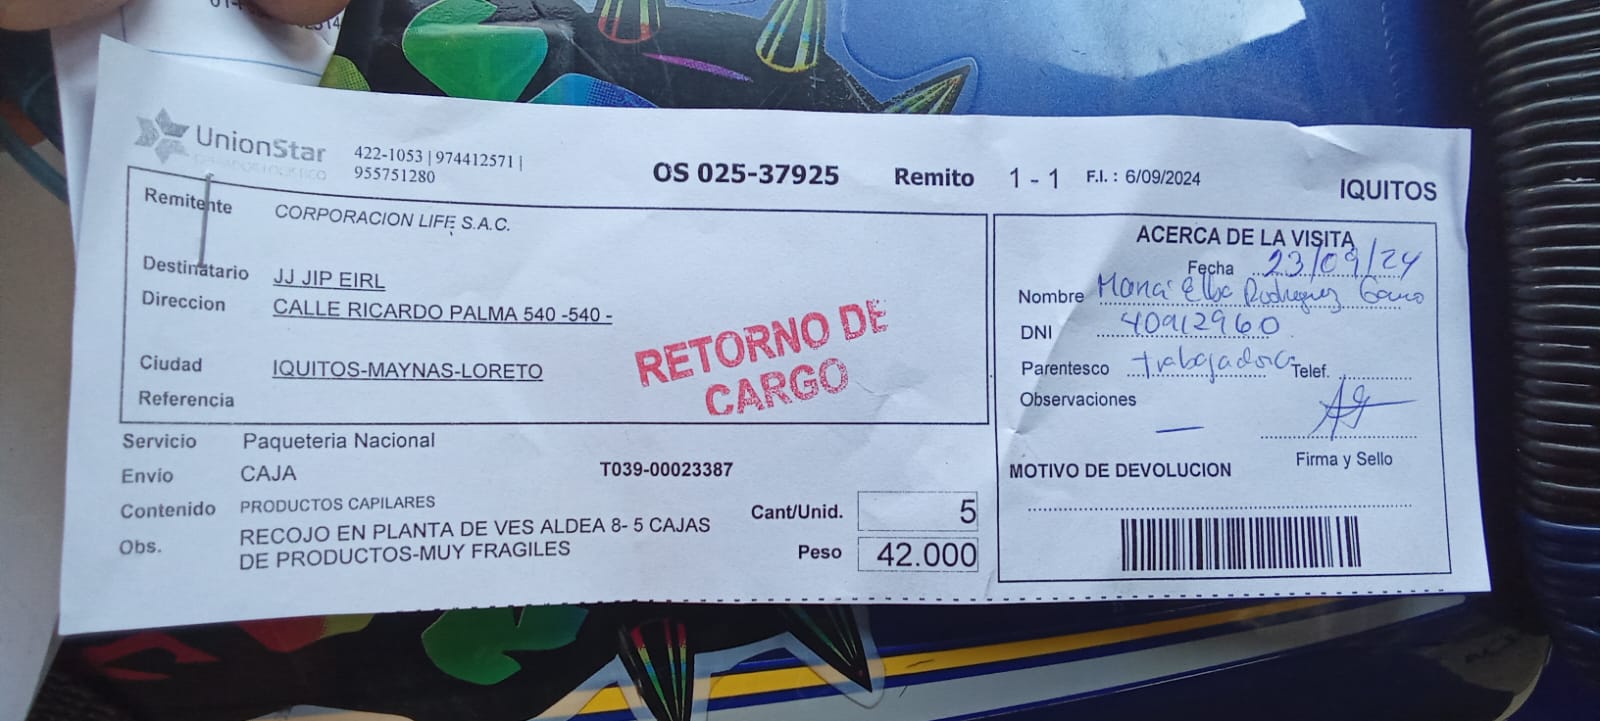 UnionStar
422-1053 | 974412571 |
955751280
OS 025-37925 Remito 1 - 1 F.I. : 6/09/2024
IQUITOS
Remitente CORPORACION LIFE S.A.C.
Destinatario JJ JIP EIRL
Direccion CALLE RICARDO PALMA 540 -540 -
Ciudad IQUITOS-MAYNAS-LORETO
Referencia
RETORNO DE
CARGO
Servicio Paqueteria Nacional
Envío CAJA T039-00023387
Contenido PRODUCTOS CAPILARES
Obs. RECOJO EN PLANTA DE VES ALDEA 8- 5 CAJAS
DE PRODUCTOS-MUY FRAGILES
Cant/Unid. 5
Peso 42.000
ACERCA DE LA VISITA
Fecha 23/09/24
Nombre Elba Rodriguez
DNI 40912960
Parentesco trabajadora Telef.
Observaciones —
Firma y Sello
MOTIVO DE DEVOLUCION